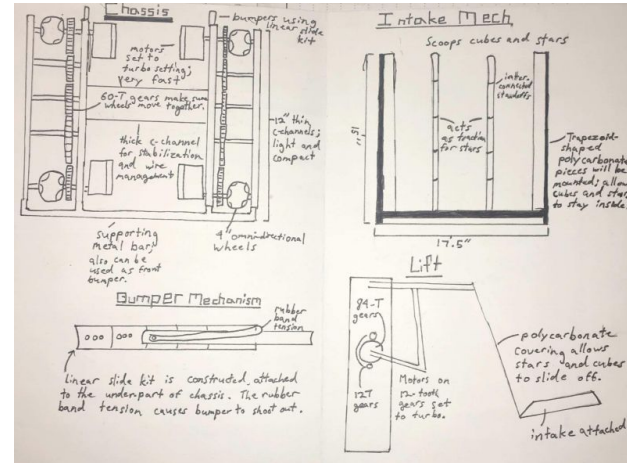 Chassis
bumpers using
linear slide
kit
motors
set to
turbo setting;
very fast
60-T gears make sure
wheels move together.
thick c-channel
for stabilization
and wire
management
12" thin
c-channels;
light and
compact
supporting
metal bar;
also can be
used as front
bumper.
4" omnidirectional
wheels
Bumper Mechanism
rubber
band
tension
Linear slide kit is constructed, attached
to the underpart of chassis. The rubber
band tension causes bumper to shoot out.
Intake Mech.
Scoops cubes and stars
inter-
connected
standoffs
acts
as traction
for stars
15"
Trapezoid-
shaped
polycarbonate
pieces will be
mounted; allow
cubes and stars
to stay inside
17.5"
Lift
84-T
gears
12T
gears
Motors on
12-tooth
gears set
to turbo.
polycarbonate
covering allows
stars and cubes
to slide off.
intake attached